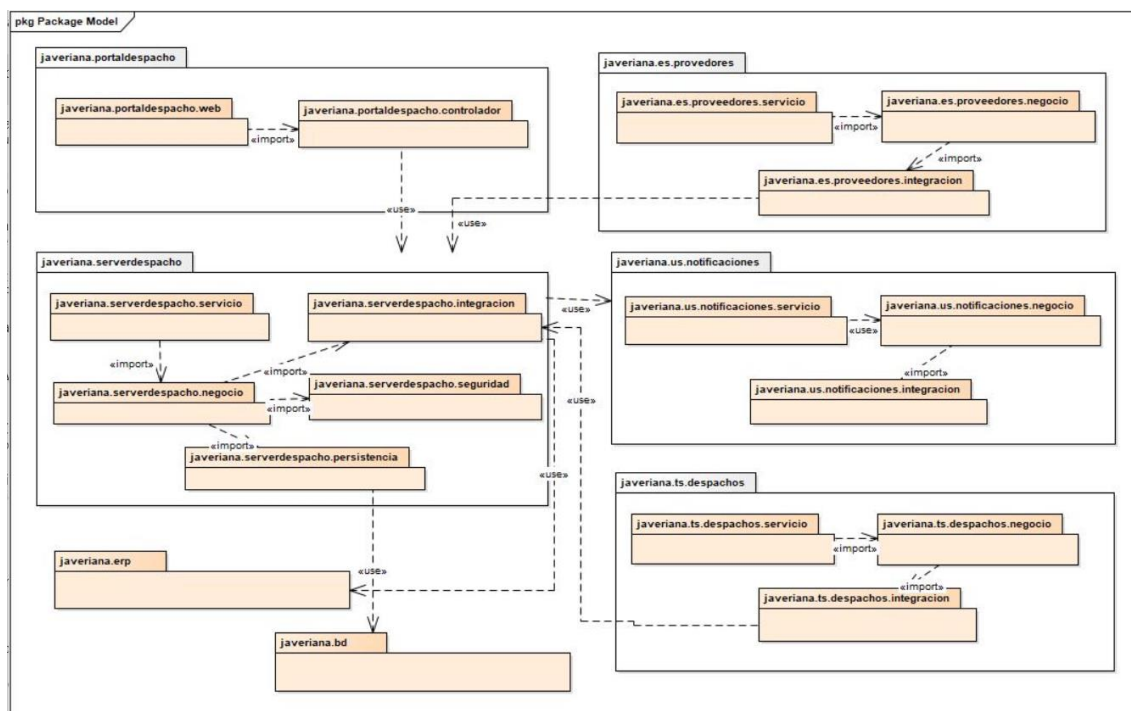 pkg Package Model
javeriana.portaldespacho
javeriana.portaldespacho.web
javeriana.portaldespacho.controlador
«import»
«use»
javeriana.es.provedores
javeriana.es.proveedores.servicio
javeriana.es.proveedores.negocio
«import»
«import»
javeriana.es.proveedores.integracion
«use»
javeriana.serverdespacho
javeriana.serverdespacho.servicio
javeriana.serverdespacho.integracion
«use»
«import»
«import»
javeriana.serverdespacho.negocio
javeriana.serverdespacho.seguridad
«import»
«import»
javeriana.serverdespacho.persistencia
«use»
«use»
«use»
javeriana.us.notificaciones
javeriana.us.notificaciones.servicio
javeriana.us.notificaciones.negocio
«use»
«import»
javeriana.us.notificaciones.integracion
javeriana.ts.despachos
javeriana.ts.despachos.servicio
javeriana.ts.despachos.negocio
«import»
«import»
javeriana.ts.despachos.integracion
javeriana.erp
javeriana.bd